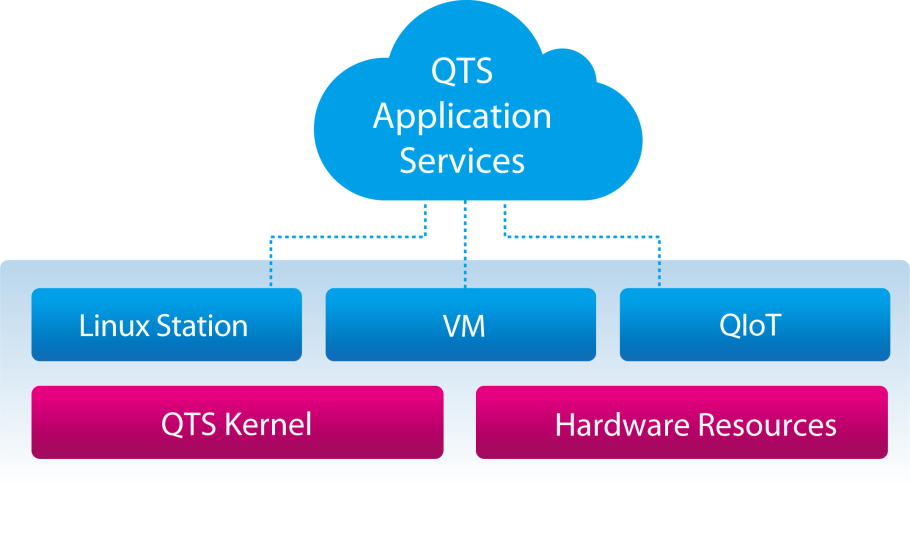 QTS
Application
Services
Linux Station
VM
QIoT
QTS Kernel
Hardware Resources